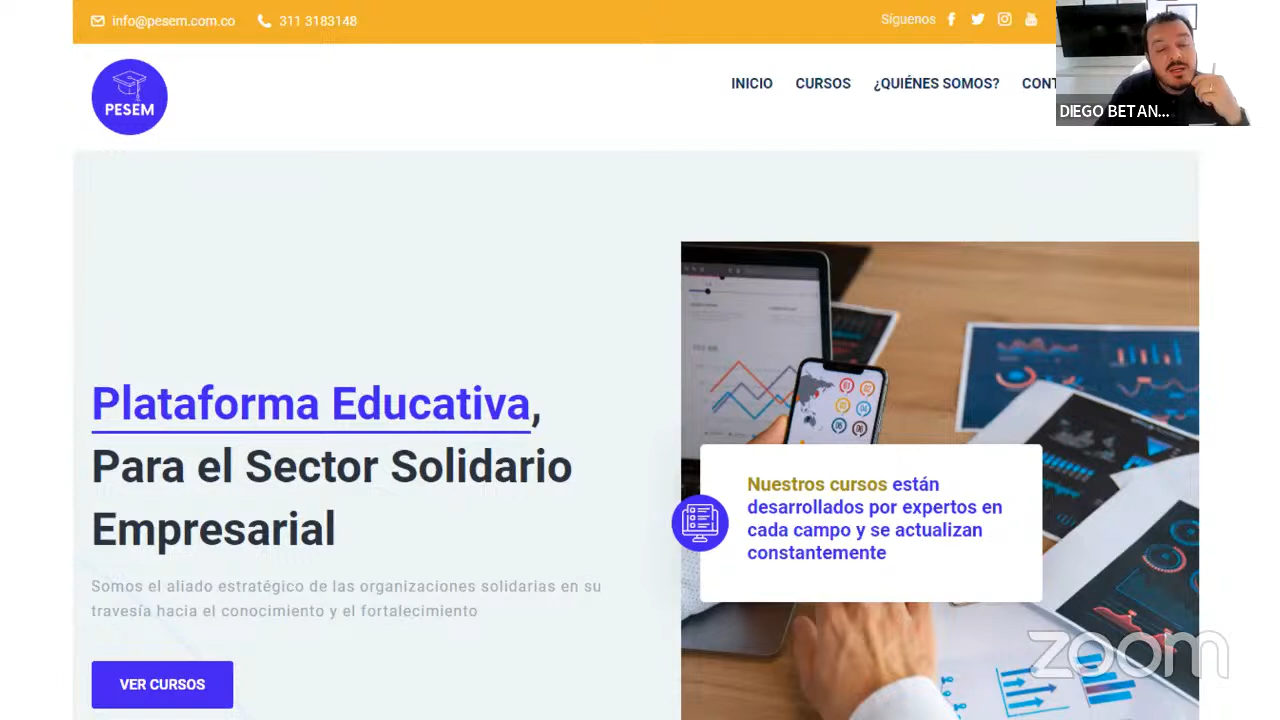 info@pesem.com.co
311 3183148
Síguenos
PESEM
INICIO
CURSOS
¿QUIÉNES SOMOS?
CONT
DIEGO BETAN...
Plataforma Educativa,
Para el Sector Solidario
Empresarial
Somos el aliado estratégico de las organizaciones solidarias en su
travesía hacia el conocimiento y el fortalecimiento
VER CURSOS
Nuestros cursos están
desarrollados por expertos en
cada campo y se actualizan
constantemente
zoom